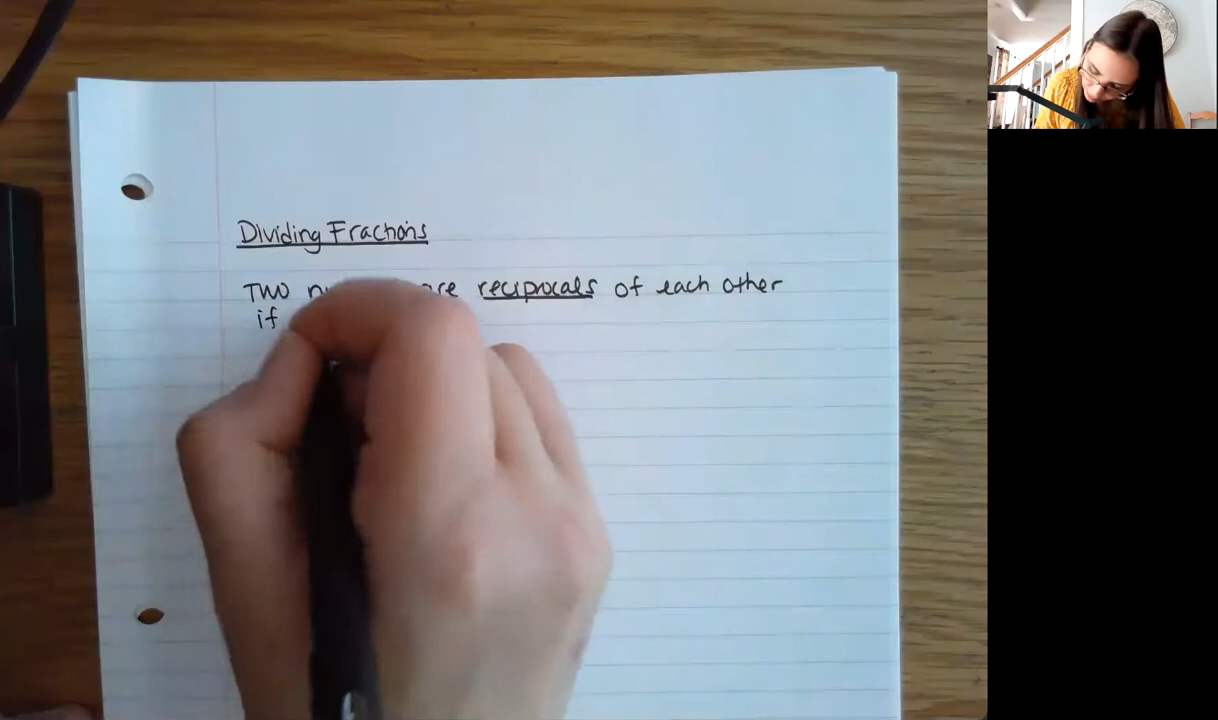 Dividing Fractions
Two are reciprocals of each other
if